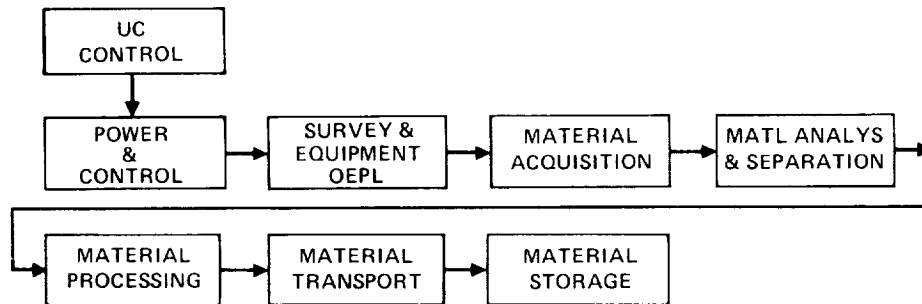 UC
CONTROL
POWER
&
CONTROL
SURVEY &
EQUIPMENT
OEPL
MATERIAL
ACQUISITION
MATL ANALYS
& SEPARATION
MATERIAL
PROCESSING
MATERIAL
TRANSPORT
MATERIAL
STORAGE